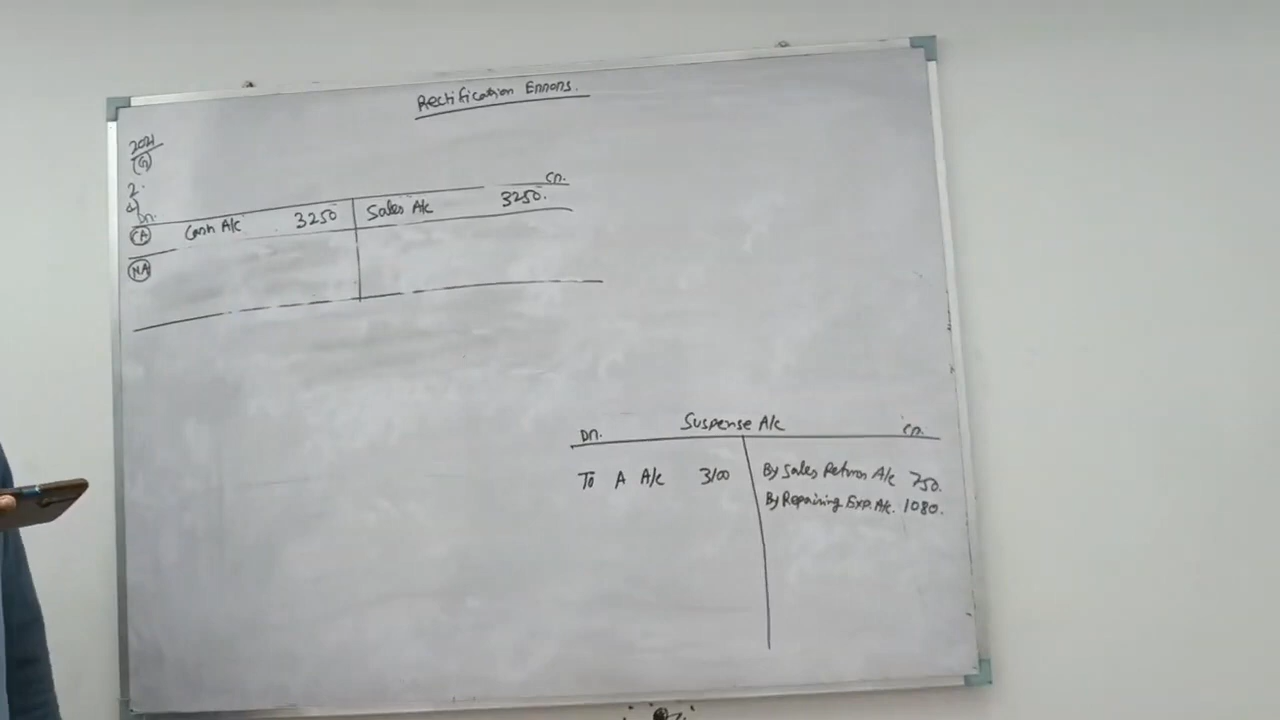 Rectification Errors.
2021
(G)
2.
Dr. Cr.
(CA) Cash A/c 3250 Sales A/c 3250.
(NA)
Suspense A/c
Dr. Cr.
To A A/c 3100 By Sales Return A/c 750.
By Repairing Exp. A/c. 1080.